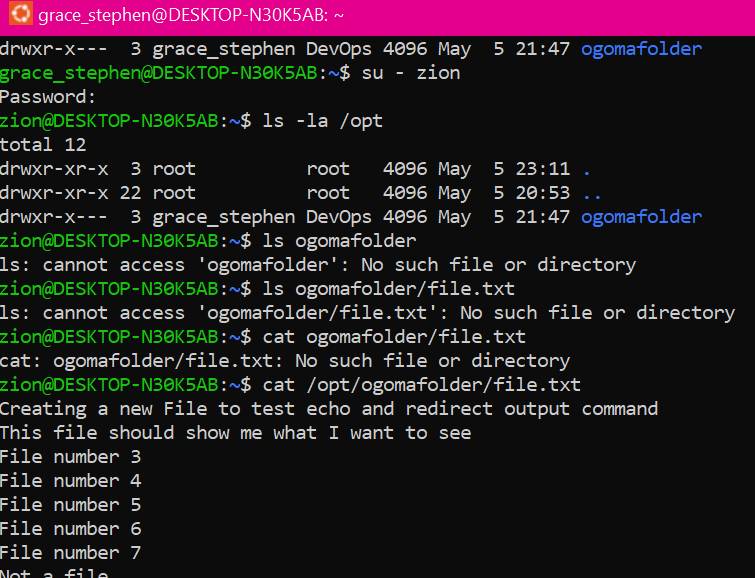 grace_stephen@DESKTOP-N30K5AB: ~
drwxr-x---  3 grace_stephen DevOps 4096 May  5 21:47 ogomafolder
grace_stephen@DESKTOP-N30K5AB:~$ su - zion
Password:
zion@DESKTOP-N30K5AB:~$ ls -la /opt
total 12
drwxr-xr-x  3 root          root   4096 May  5 23:11 .
drwxr-xr-x 22 root          root   4096 May  5 20:53 ..
drwxr-x---  3 grace_stephen DevOps 4096 May  5 21:47 ogomafolder
zion@DESKTOP-N30K5AB:~$ ls ogomafolder
ls: cannot access 'ogomafolder': No such file or directory
zion@DESKTOP-N30K5AB:~$ ls ogomafolder/file.txt
ls: cannot access 'ogomafolder/file.txt': No such file or directory
zion@DESKTOP-N30K5AB:~$ cat ogomafolder/file.txt
cat: ogomafolder/file.txt: No such file or directory
zion@DESKTOP-N30K5AB:~$ cat /opt/ogomafolder/file.txt
Creating a new File to test echo and redirect output command
This file should show me what I want to see
File number 3
File number 4
File number 5
File number 6
File number 7
Not a file